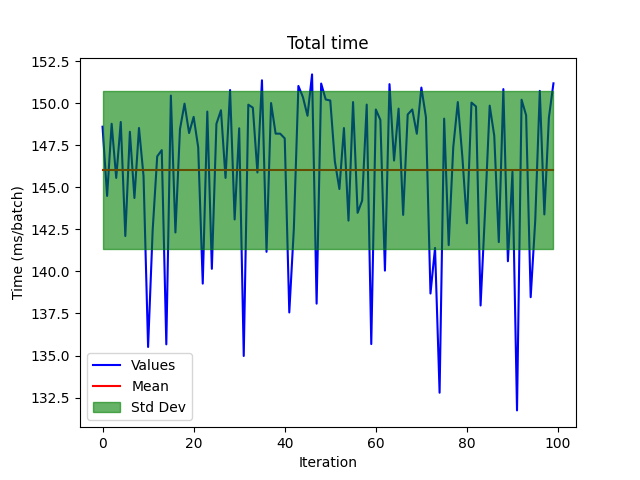 Total time
Time (ms/batch)
152.5
150.0
147.5
145.0
142.5
140.0
137.5
135.0
132.5
Values
Mean
Std Dev
0 20 40 60 80 100
Iteration